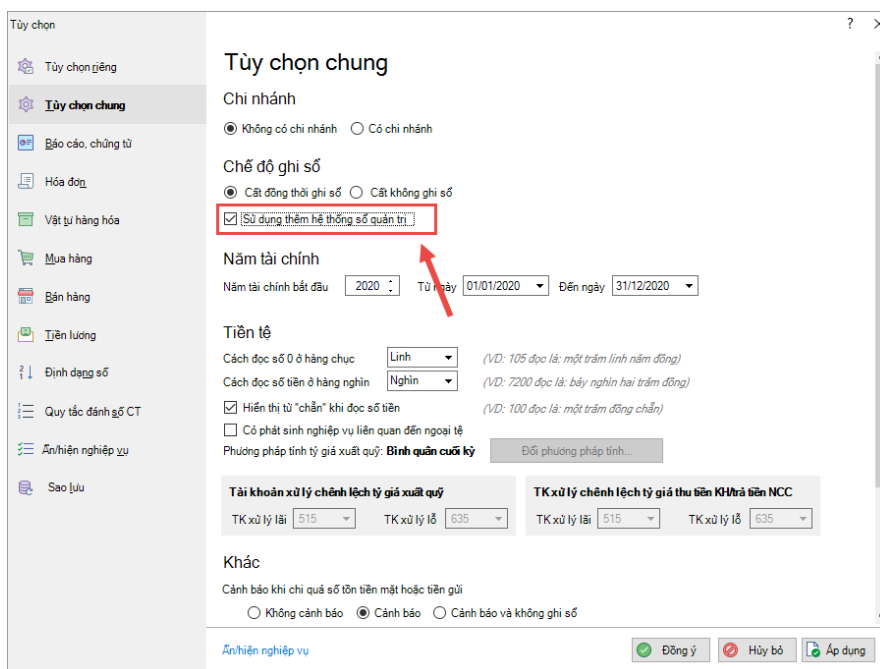 Tùy chọn
?
Tùy chọn riêng
Tùy chọn chung
Báo cáo, chứng từ
Hóa đơn
Vật tư hàng hóa
Mua hàng
Bán hàng
Tiền lương
Định dạng số
Quy tắc đánh số CT
Ẩn/hiện nghiệp vụ
Sao lưu
Tùy chọn chung
Chi nhánh
Không có chi nhánh Có chi nhánh
Chế độ ghi sổ
Cất đồng thời ghi sổ Cất không ghi sổ
Sử dụng thêm hệ thống sổ quản trị
Năm tài chính
Năm tài chính bắt đầu 2020 Từ ngày 01/01/2020 Đến ngày 31/12/2020
Tiền tệ
Cách đọc số 0 ở hàng chục Linh (VD: 105 đọc là: một trăm linh năm đồng)
Cách đọc số tiền ở hàng nghìn Nghìn (VD: 7200 đọc là: bảy nghìn hai trăm đồng)
Hiển thị từ "chẵn" khi đọc số tiền (VD: 100 đọc là: một trăm đồng chẵn)
Có phát sinh nghiệp vụ liên quan đến ngoại tệ
Phương pháp tính tỷ giá xuất quỹ: Bình quân cuối kỳ Đổi phương pháp tính...
Tài khoản xử lý chênh lệch tỷ giá xuất quỹ
TK xử lý lãi 515 TK xử lý lỗ 635
TK xử lý chênh lệch tỷ giá thu tiền KH/trả tiền NCC
TK xử lý lãi 515 TK xử lý lỗ 635
Khác
Cảnh báo khi chi quá số tồn tiền mặt hoặc tiền gửi
Không cảnh báo Cảnh báo Cảnh báo và không ghi sổ
Ẩn/hiện nghiệp vụ Đồng ý Hủy bỏ Áp dụng